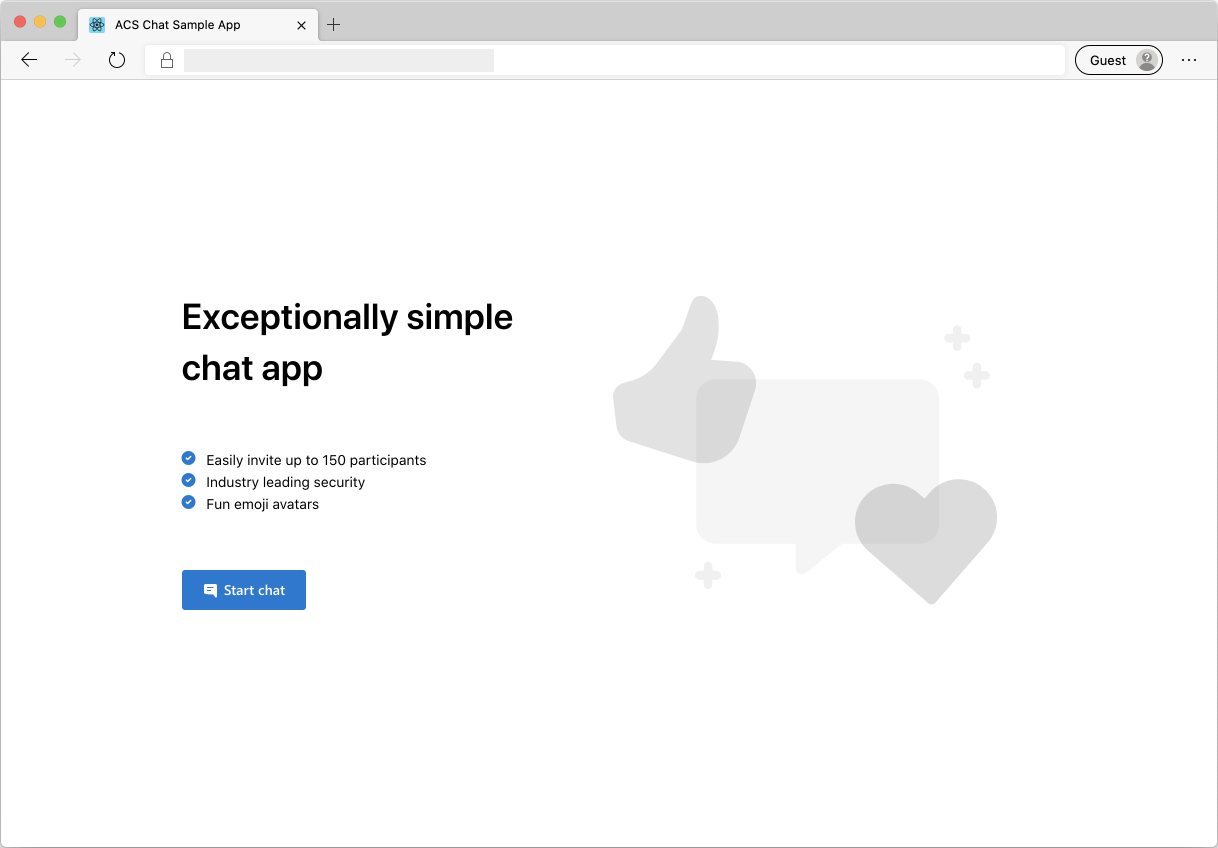 ACS Chat Sample App
Guest
Exceptionally simple
chat app
Easily invite up to 150 participants
Industry leading security
Fun emoji avatars
Start chat